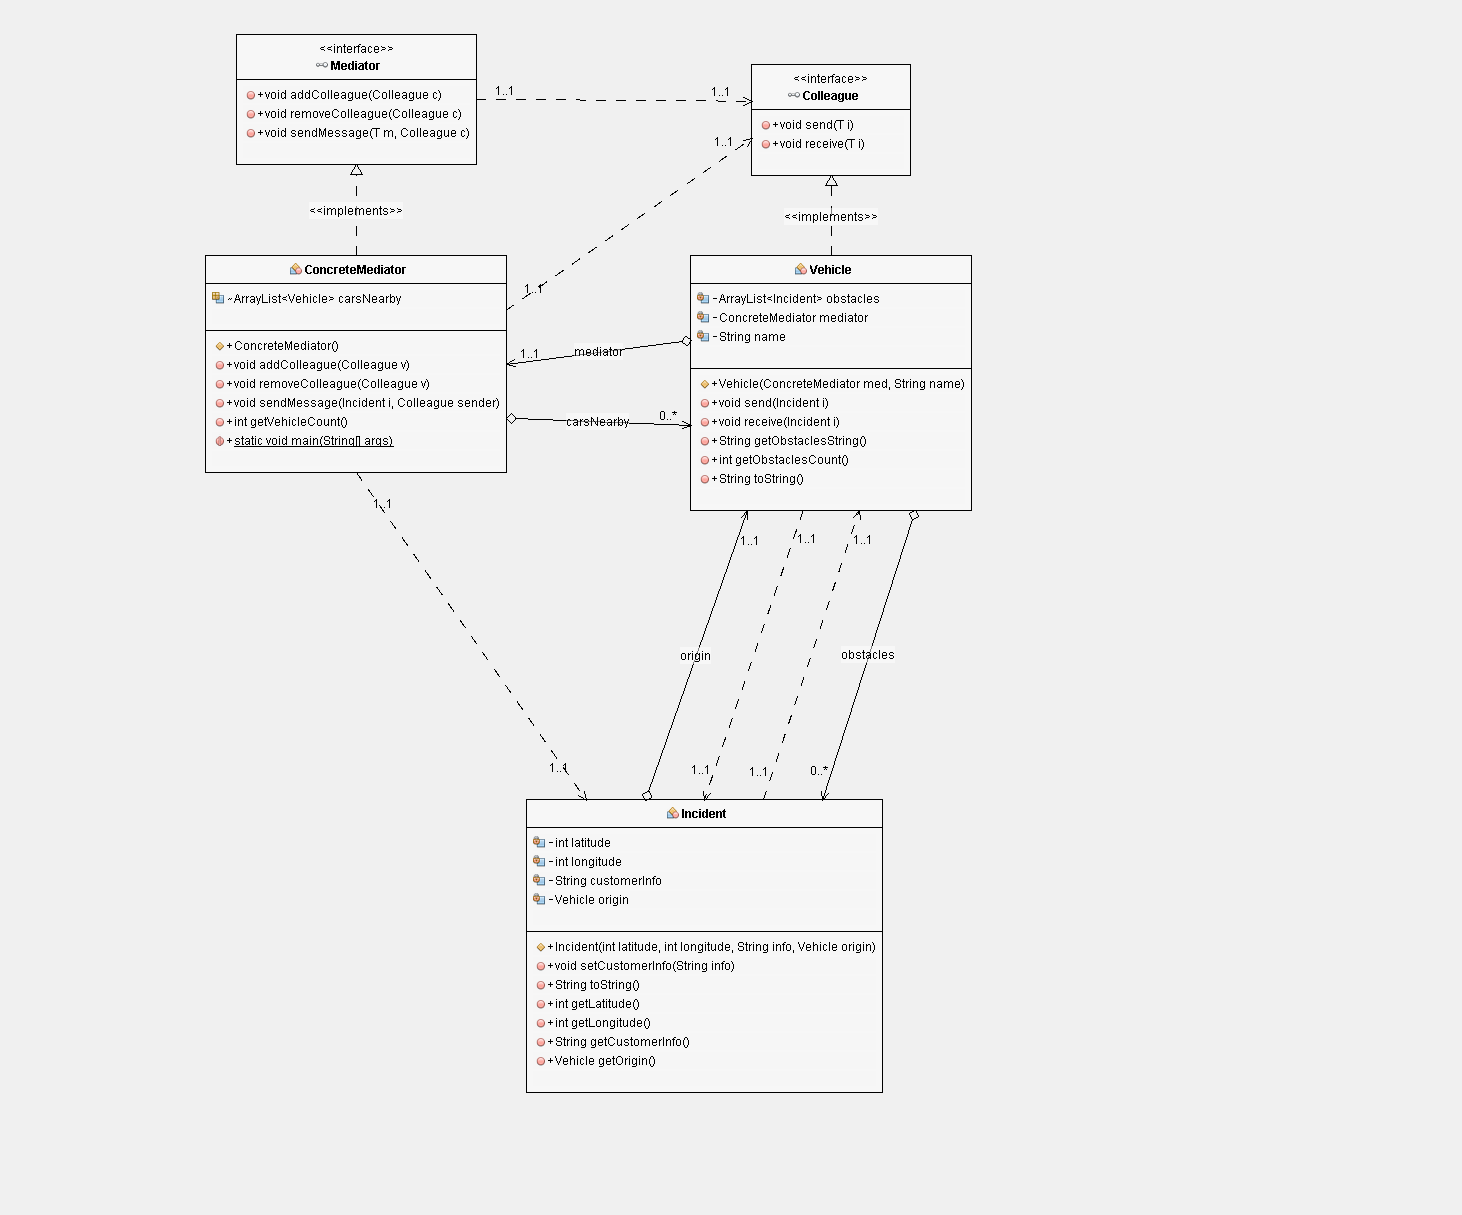 <<interface>>
Mediator
+void addColleague(Colleague c)
+void removeColleague(Colleague c)
+void sendMessage(T m, Colleague c)
1..1
1..1
<<interface>>
Colleague
+void send(T i)
+void receive(T i)
1..1
1..1
<<implements>>
<<implements>>
ConcreteMediator
~ArrayList<Vehicle> carsNearby
+ConcreteMediator()
+void addColleague(Colleague v)
+void removeColleague(Colleague v)
+void sendMessage(Incident i, Colleague sender)
+int getVehicleCount()
+static void main(String[] args)
1..1
mediator
carsNearby
0..*
Vehicle
-ArrayList<Incident> obstacles
-ConcreteMediator mediator
-String name
+Vehicle(ConcreteMediator med, String name)
+void send(Incident i)
+void receive(Incident i)
+String getObstaclesString()
+int getObstaclesCount()
+String toString()
1..1
1..1
1..1
1..1
origin
obstacles
1..1
1..1
1..1
0..*
Incident
-int latitude
-int longitude
-String customerInfo
-Vehicle origin
+Incident(int latitude, int longitude, String info, Vehicle origin)
+void setCustomerInfo(String info)
+String toString()
+int getLatitude()
+int getLongitude()
+String getCustomerInfo()
+Vehicle getOrigin()